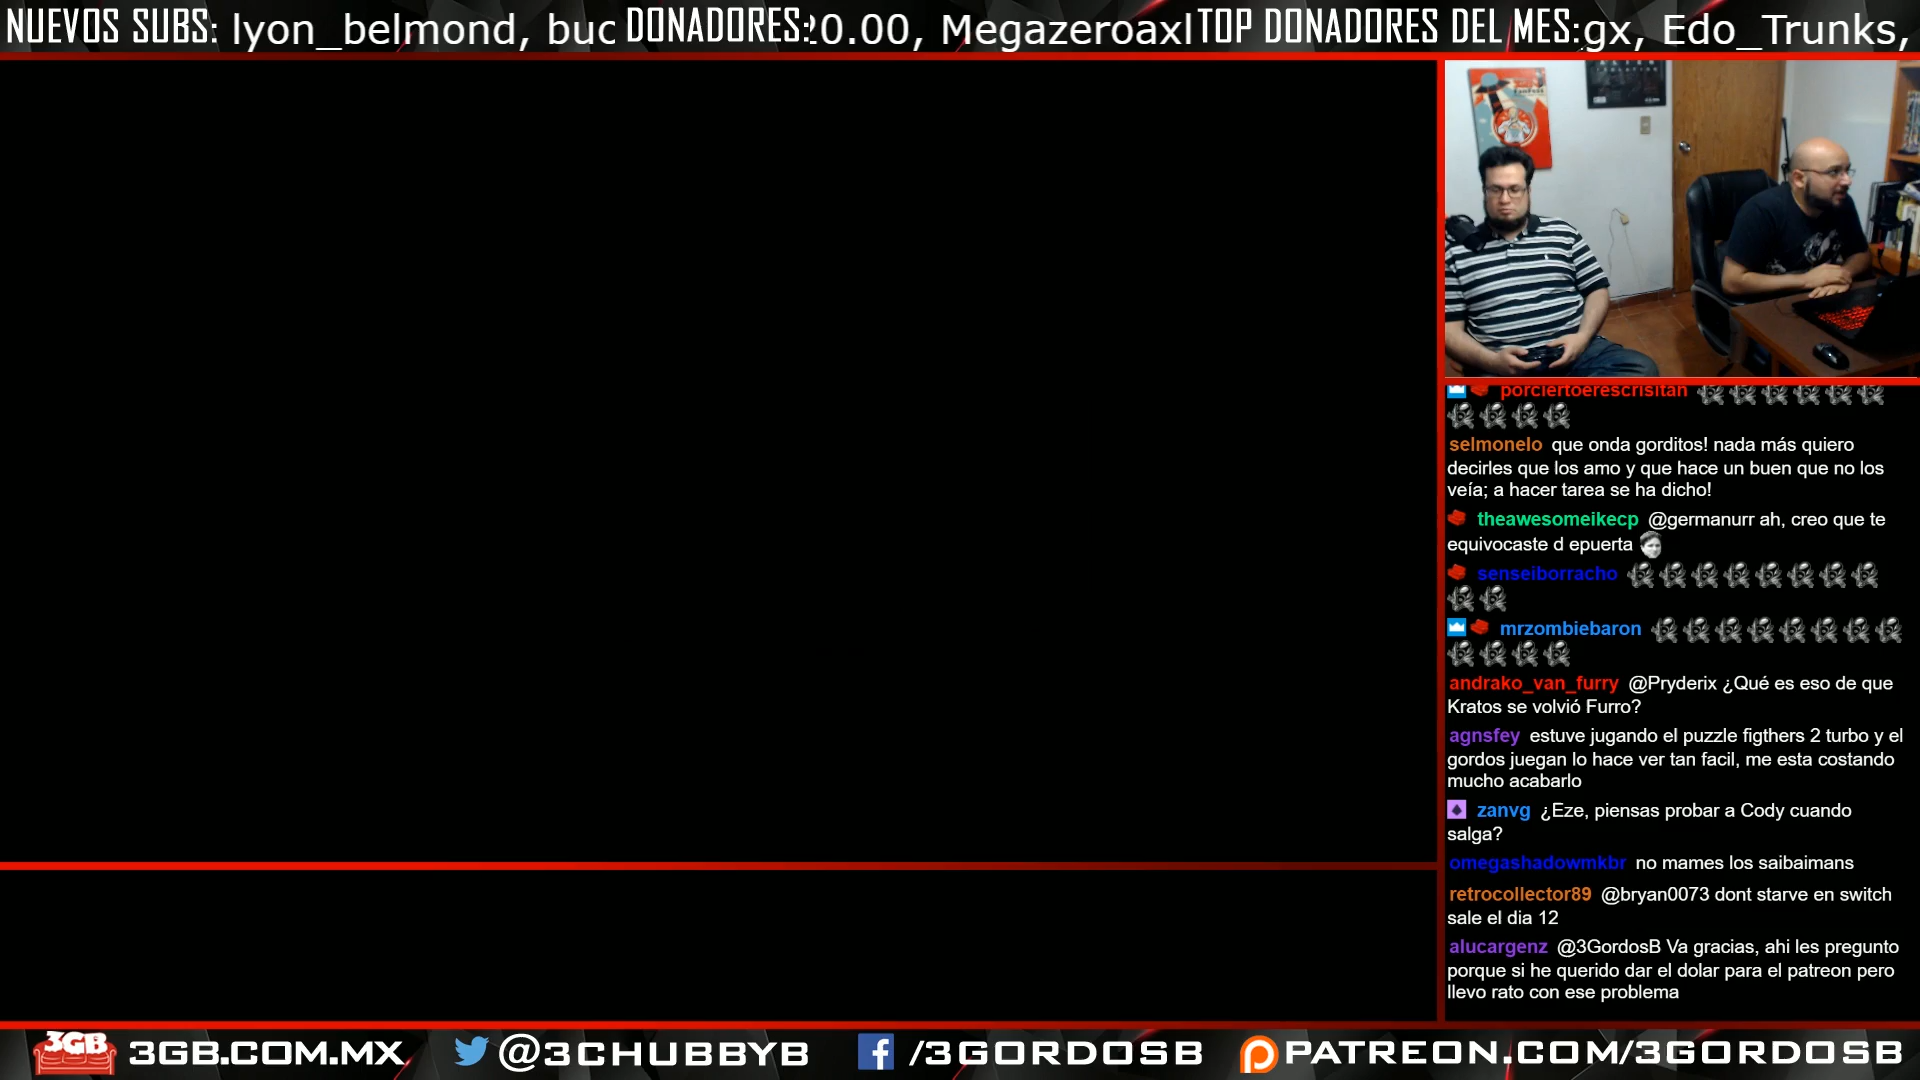 NUEVOS SUBS: lyon_belmond, buc DONADORES: 20.00, Megazeroaxl TOP DONADORES DEL MES: gx, Edo_Trunks,
porciertoerescrisitan
selmonelo que onda gorditos! nada más quiero
decirles que los amo y que hace un buen que no los
veía; a hacer tarea se ha dicho!
theawesomeikecp @germanurr ah, creo que te
equivocaste d epuerta
senseiborracho
mrzombiebaron
andrako_van_furry @Pryderix ¿Qué es eso de que
Kratos se volvió Furro?
agnsfey estuve jugando el puzzle figthers 2 turbo y el
gordos juegan lo hace ver tan facil, me esta costando
mucho acabarlo
zanvg ¿Eze, piensas probar a Cody cuando
salga?
omegashadowmkbr no mames los saibaimans
retrocollector89 @bryan0073 dont starve en switch
sale el dia 12
alucargenz @3GordosB Va gracias, ahi les pregunto
porque si he querido dar el dolar para el patreon pero
llevo rato con ese problema
3GB 3GB.COM.MX @3CHUBBYB /3GORDOSB PATREON.COM/3GORDOSB